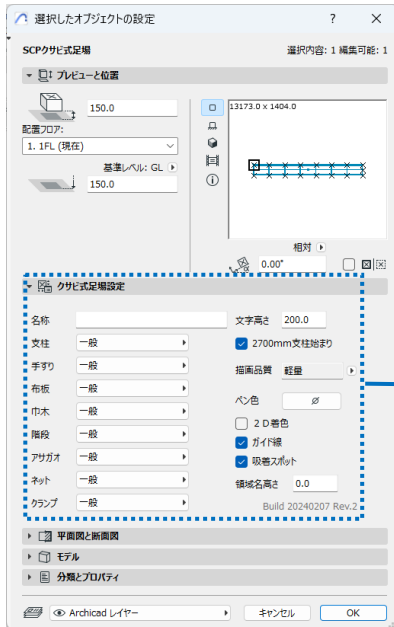 選択したオブジェクトの設定 ? ×
SCPクサビ式足場 選択内容: 1 編集可能: 1
プレビューと位置
150.0
13173.0 x 1404.0
配置フロア:
1. 1FL (現在)
基準レベル: GL
150.0
相対
0.00°
クサビ式足場設定
名称 文字高さ 200.0
支柱 一般 2700mm支柱始まり
手すり 一般 描画品質 軽量
布板 一般 ペン色
巾木 一般 2D着色
階段 一般 ガイド線
アサガオ 一般 吸着スポット
ネット 一般 領域名高さ 0.0
クランプ 一般 Build 20240207 Rev.2
平面図と断面図
モデル
分類とプロパティ
Archicad レイヤー キャンセル OK